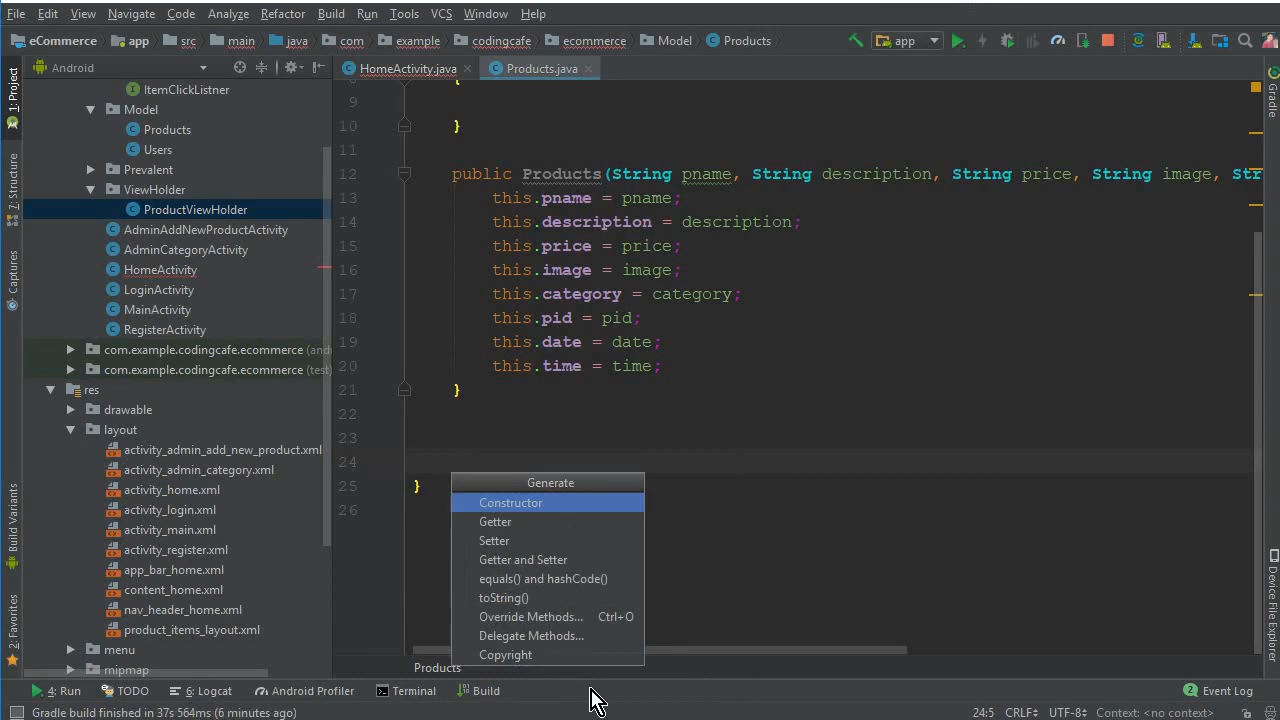 File Edit View Navigate Code Analyze Refactor Build Run Tools VCS Window Help
eCommerce app src main java com example codingcafe ecommerce Model Products app
Android
HomeActivity.java Products.java
1: Project
7: Structure
Captures
Build Variants
2: Favorites
ItemClickListner
Model
Products
Users
Prevalent
ViewHolder
ProductViewHolder
AdminAddNewProductActivity
AdminCategoryActivity
HomeActivity
LoginActivity
MainActivity
RegisterActivity
com.example.codingcafe.ecommerce (and
com.example.codingcafe.ecommerce (test
res
drawable
layout
activity_admin_add_new_product.xml
activity_admin_category.xml
activity_home.xml
activity_login.xml
activity_main.xml
activity_register.xml
app_bar_home.xml
content_home.xml
nav_header_home.xml
product_items_layout.xml
menu
mipmap
9
10 }
11
12 public Products(String pname, String description, String price, String image, Str
13 this.pname = pname;
14 this.description = description;
15 this.price = price;
16 this.image = image;
17 this.category = category;
18 this.pid = pid;
19 this.date = date;
20 this.time = time;
21 }
22
23
24
25 }
26
Generate
Constructor
Getter
Setter
Getter and Setter
equals() and hashCode()
toString()
Override Methods... Ctrl+O
Delegate Methods...
Copyright
Products
Gradle
Device File Explorer
4: Run TODO 6: Logcat Android Profiler Terminal Build 2 Event Log
Gradle build finished in 37s 564ms (6 minutes ago) 24:5 CRLF UTF-8 Context: <no context>